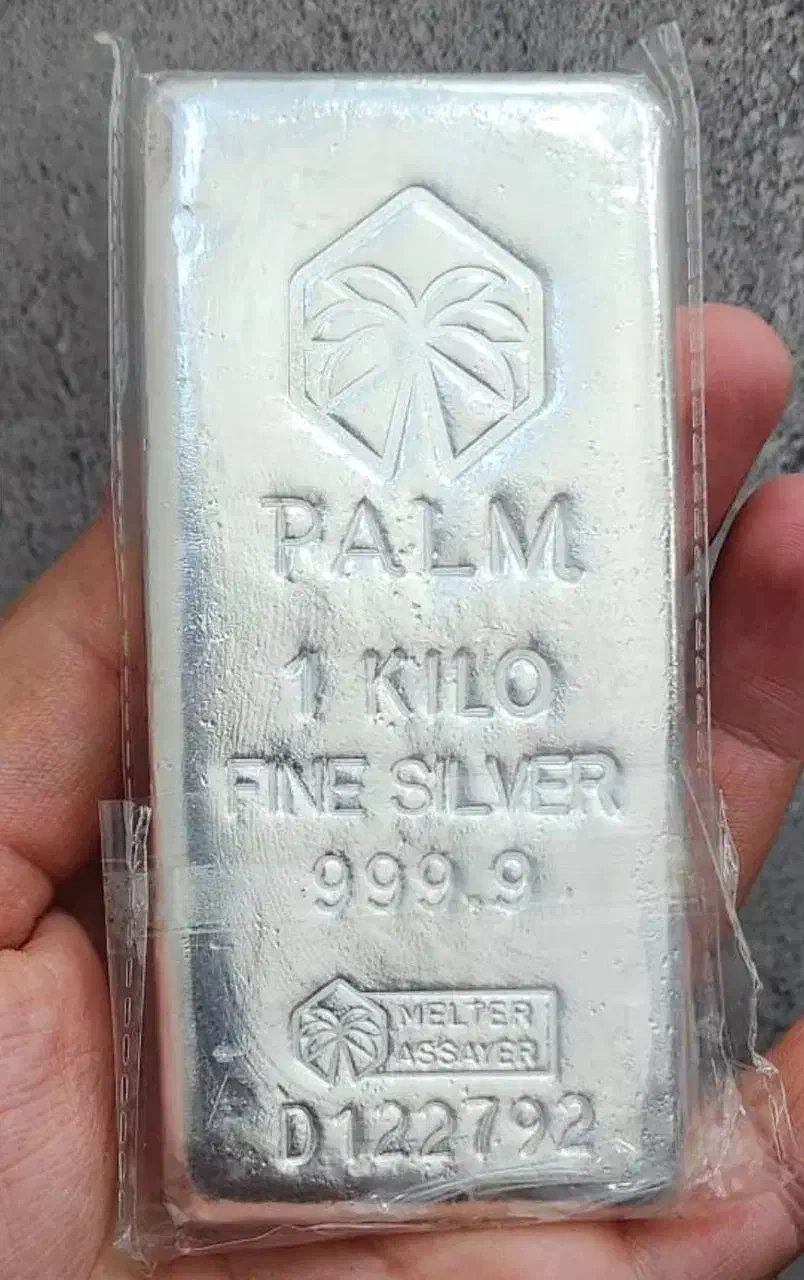 PALM
1 KILO
FINE SILVER
999.9
MELTER
ASSAYER
D122792